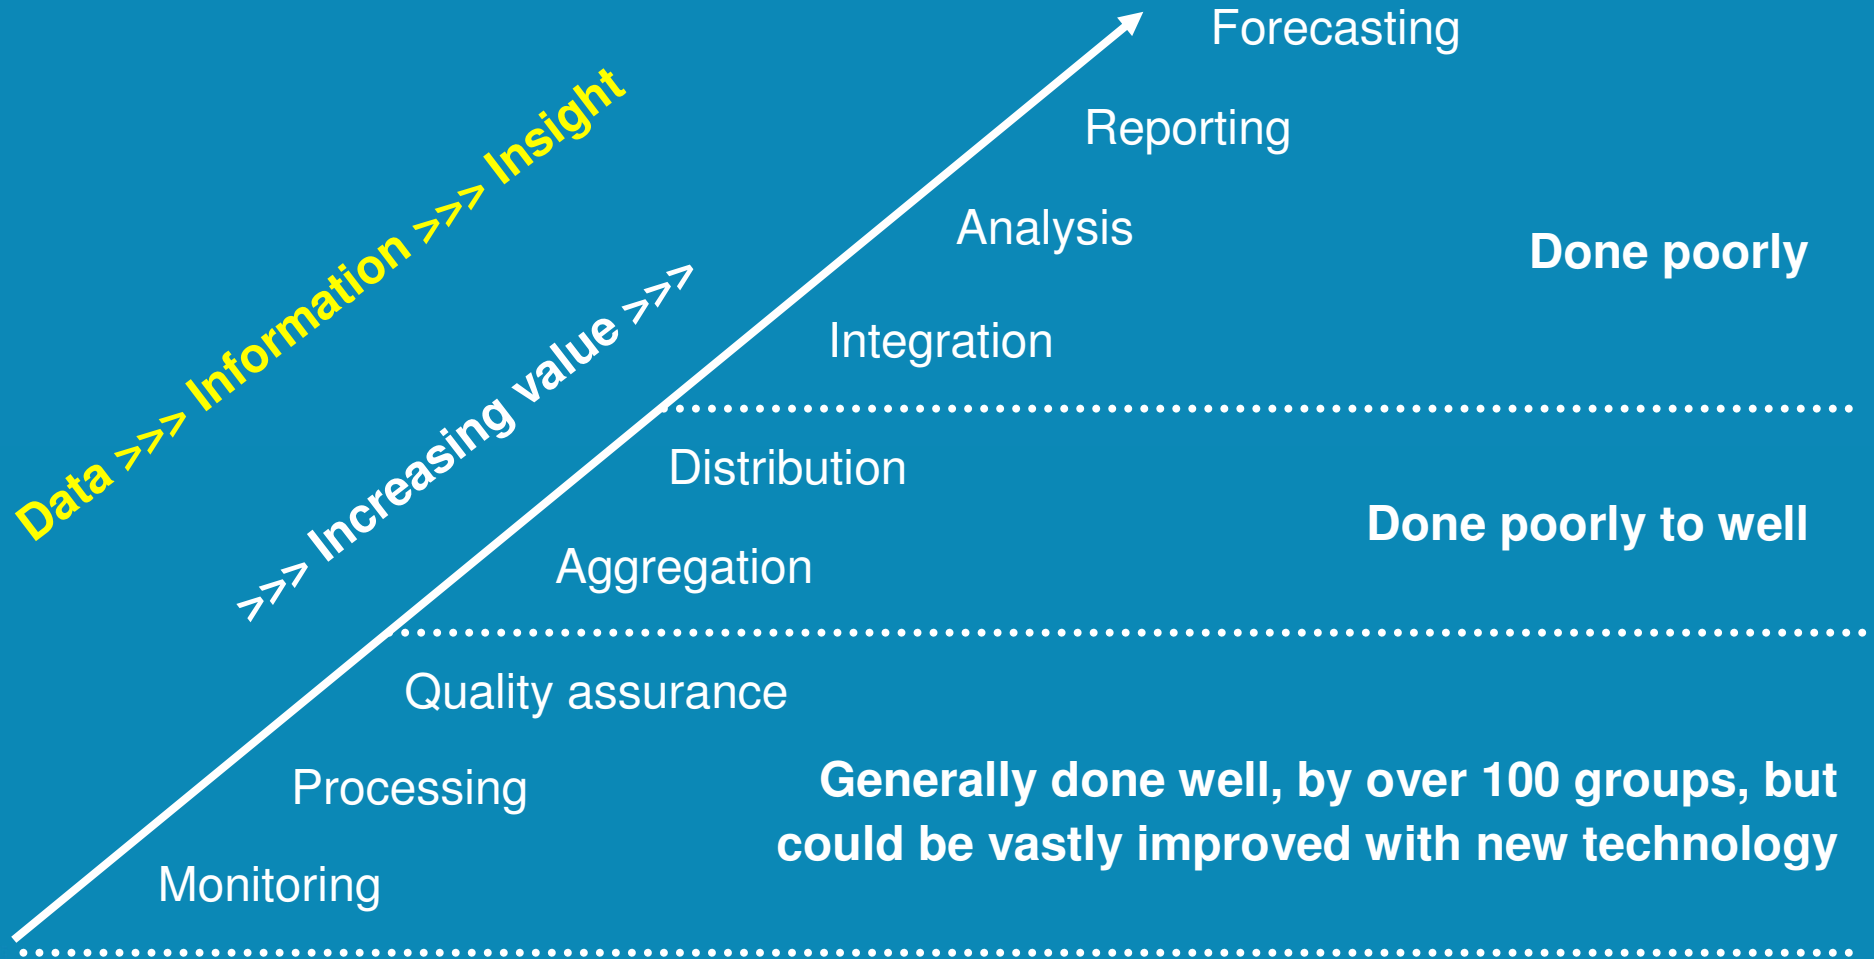 Forecasting
Reporting
Analysis
Integration
Done poorly
Data >>> Information >>> Insight
>>> Increasing value >>>
Distribution
Aggregation
Done poorly to well
Quality assurance
Processing
Monitoring
Generally done well, by over 100 groups, but
could be vastly improved with new technology